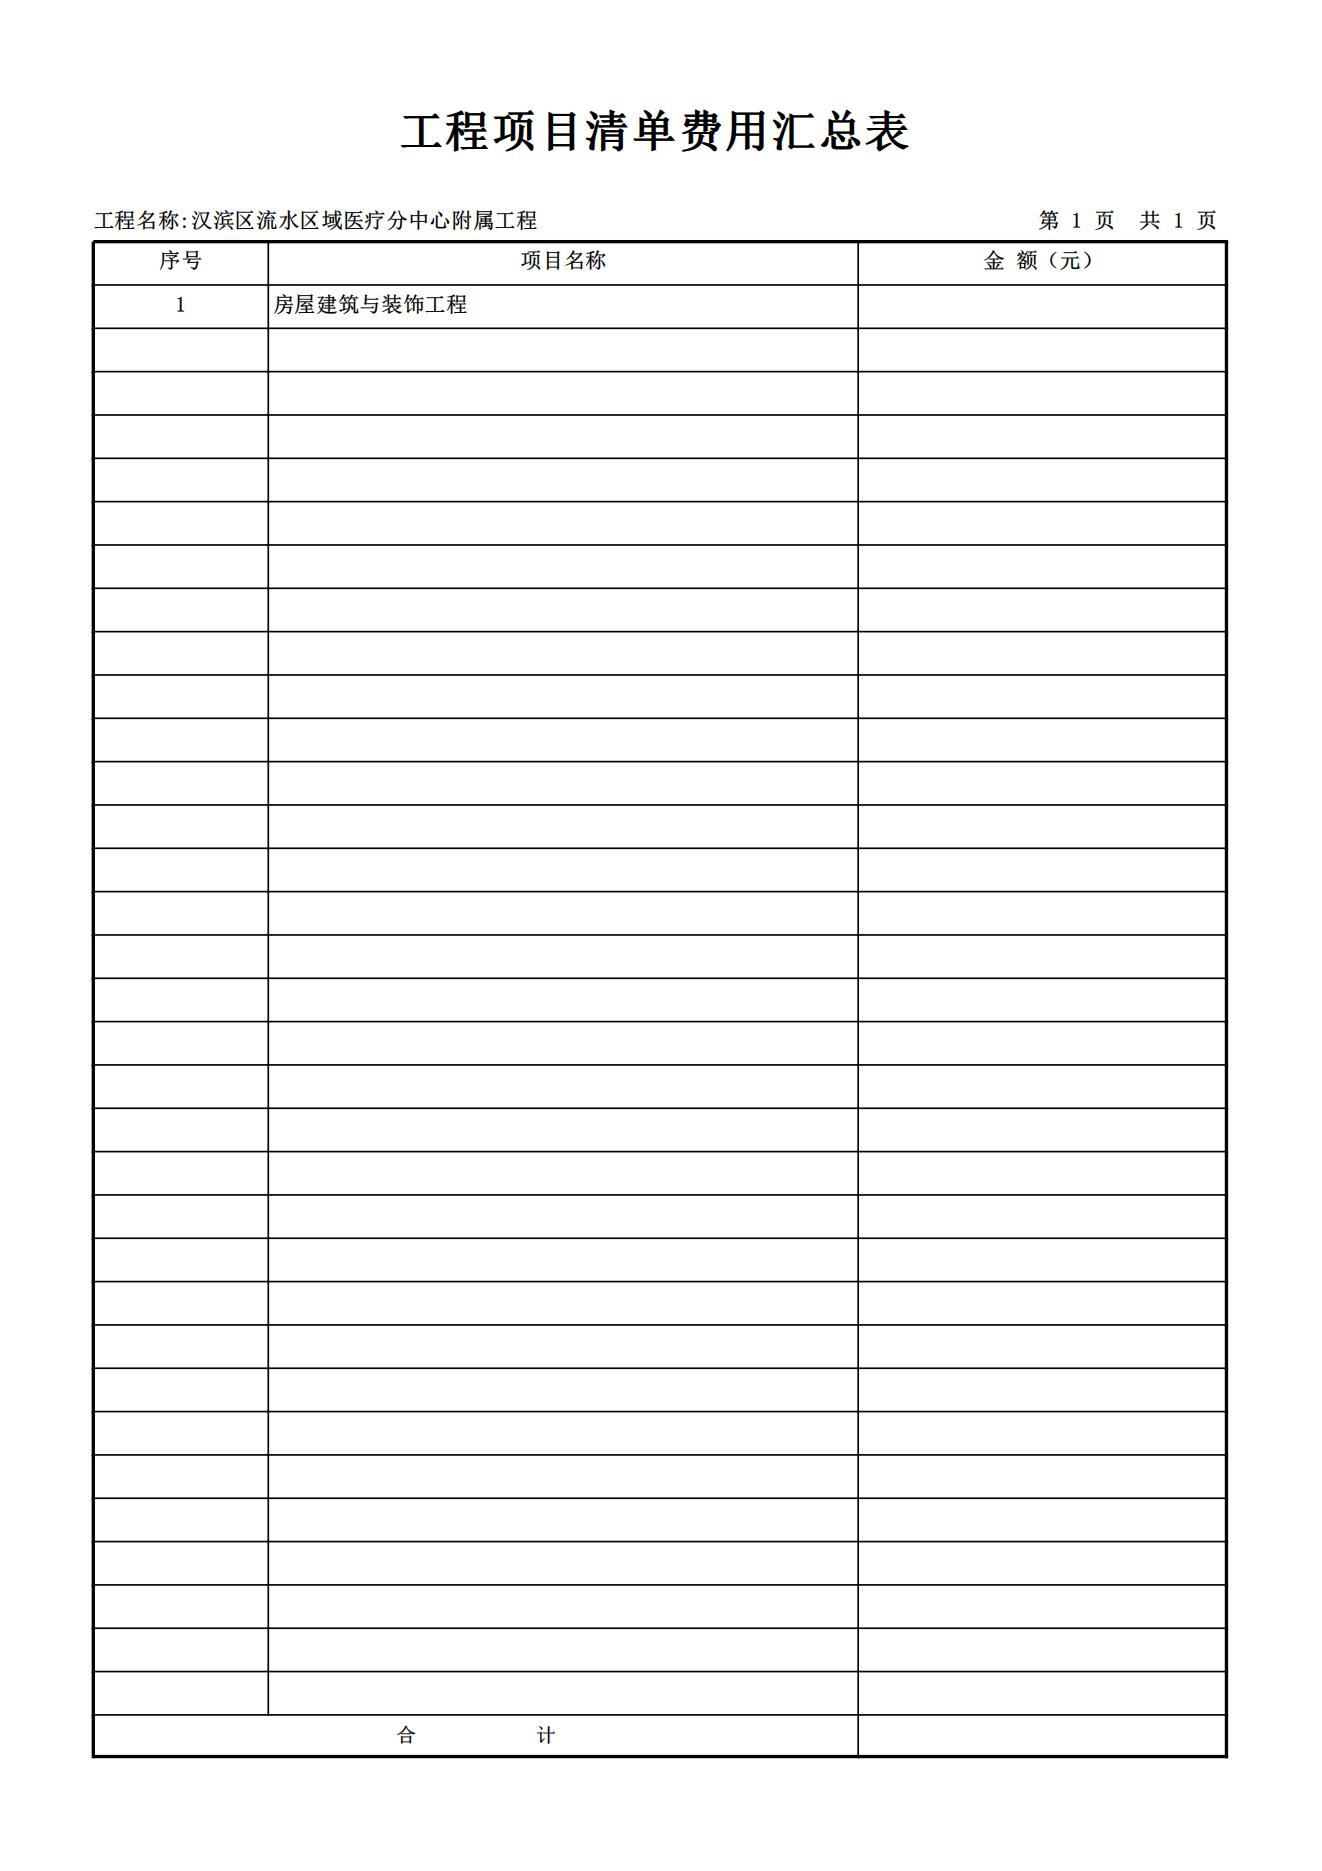 工程项目清单费用汇总表
工程名称:汉滨区流水区域医疗分中心附属工程 第 1 页 共 1 页
序号 项目名称 金 额（元）
1 房屋建筑与装饰工程
合 计